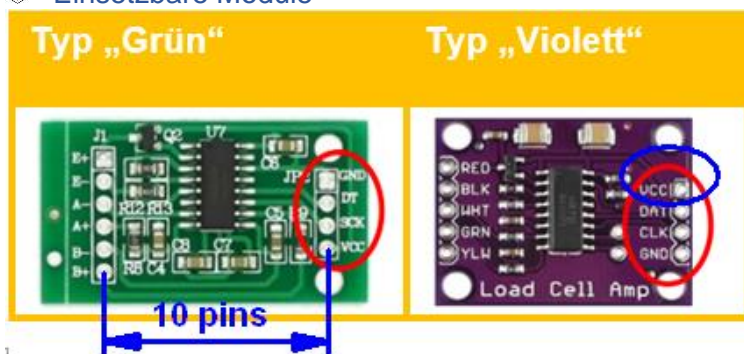 Einsetzbare Module
Typ „Grün“
Typ „Violett“
J1
Q2
U7
C6
E+
E-
A-
A+
B-
B+
R12 R13
R8 C4
C8
C7
C5
GND
DT
SCK
VCC
10 pins
RED
BLK
WHT
GRN
YLW
VCC
DAT
CLK
GND
Load Cell Amp